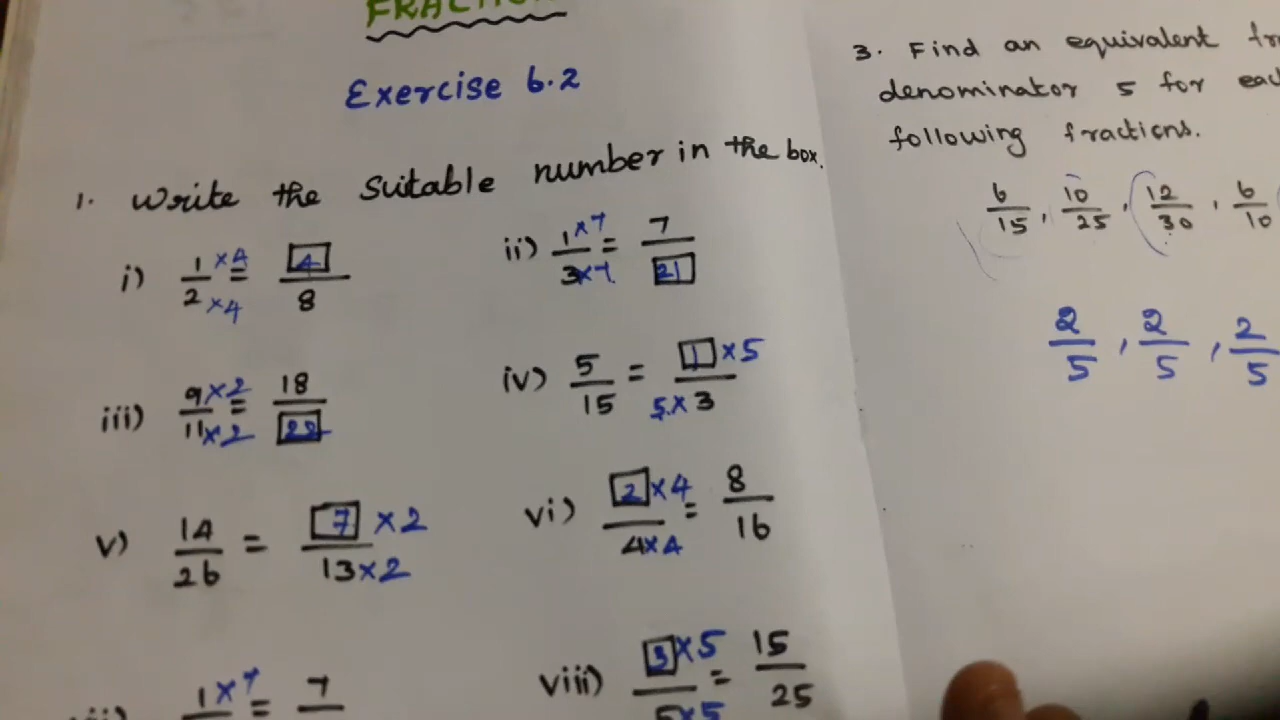 FRACTION
Exercise 6.2
1. Write the suitable number in the box.
i) 1/2 ×4/×4 = 4/8
ii) 1/3 ×7/×7 = 7/21
iii) 9/11 ×2/×2 = 18/22
iv) 5/15 = 1×5/5×3
v) 14/26 = 7×2/13×2
vi) 2×4/4×4 = 8/16
1×7 = 7
viii) 3×5/5×5 = 15/25
3. Find an equivalent
denominator 5 for
following fractions.
6/15, 10/25, 12/30, 6/10
2/5, 2/5, 2/5